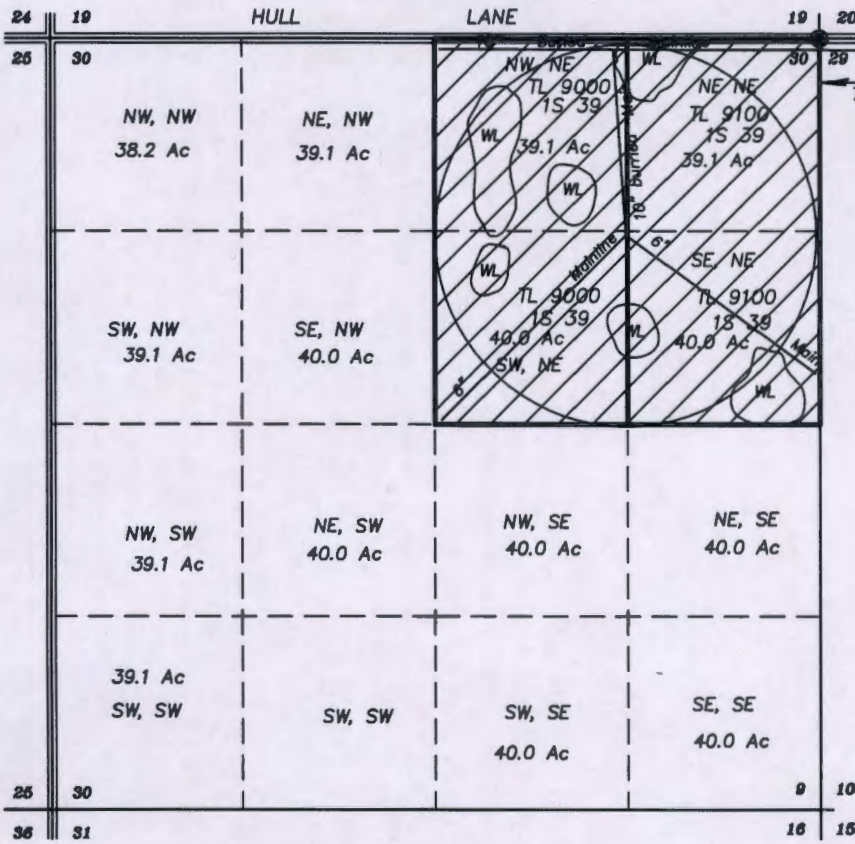 24 19 HULL LANE 19 20
25 30 30 29
NW, NW
38.2 Ac
NE, NW
39.1 Ac
NW, NE
TL 9000
1S 39
39.1 Ac
WL
WL
WL
WL
NE NE
TL 9100
1S 39
39.1 Ac
10" burried
SW, NW
39.1 Ac
SE, NW
40.0 Ac
6" Mainline
TL 9000
1S 39
40.0 Ac
SW, NE
6"
SE, NE
TL 9100
1S 39
40.0 Ac
WL
WL
NW, SW
39.1 Ac
NE, SW
40.0 Ac
NW, SE
40.0 Ac
NE, SE
40.0 Ac
39.1 Ac
SW, SW
SW, SW
SW, SE
40.0 Ac
SE, SE
40.0 Ac
25 30 9 10
36 31 16 15